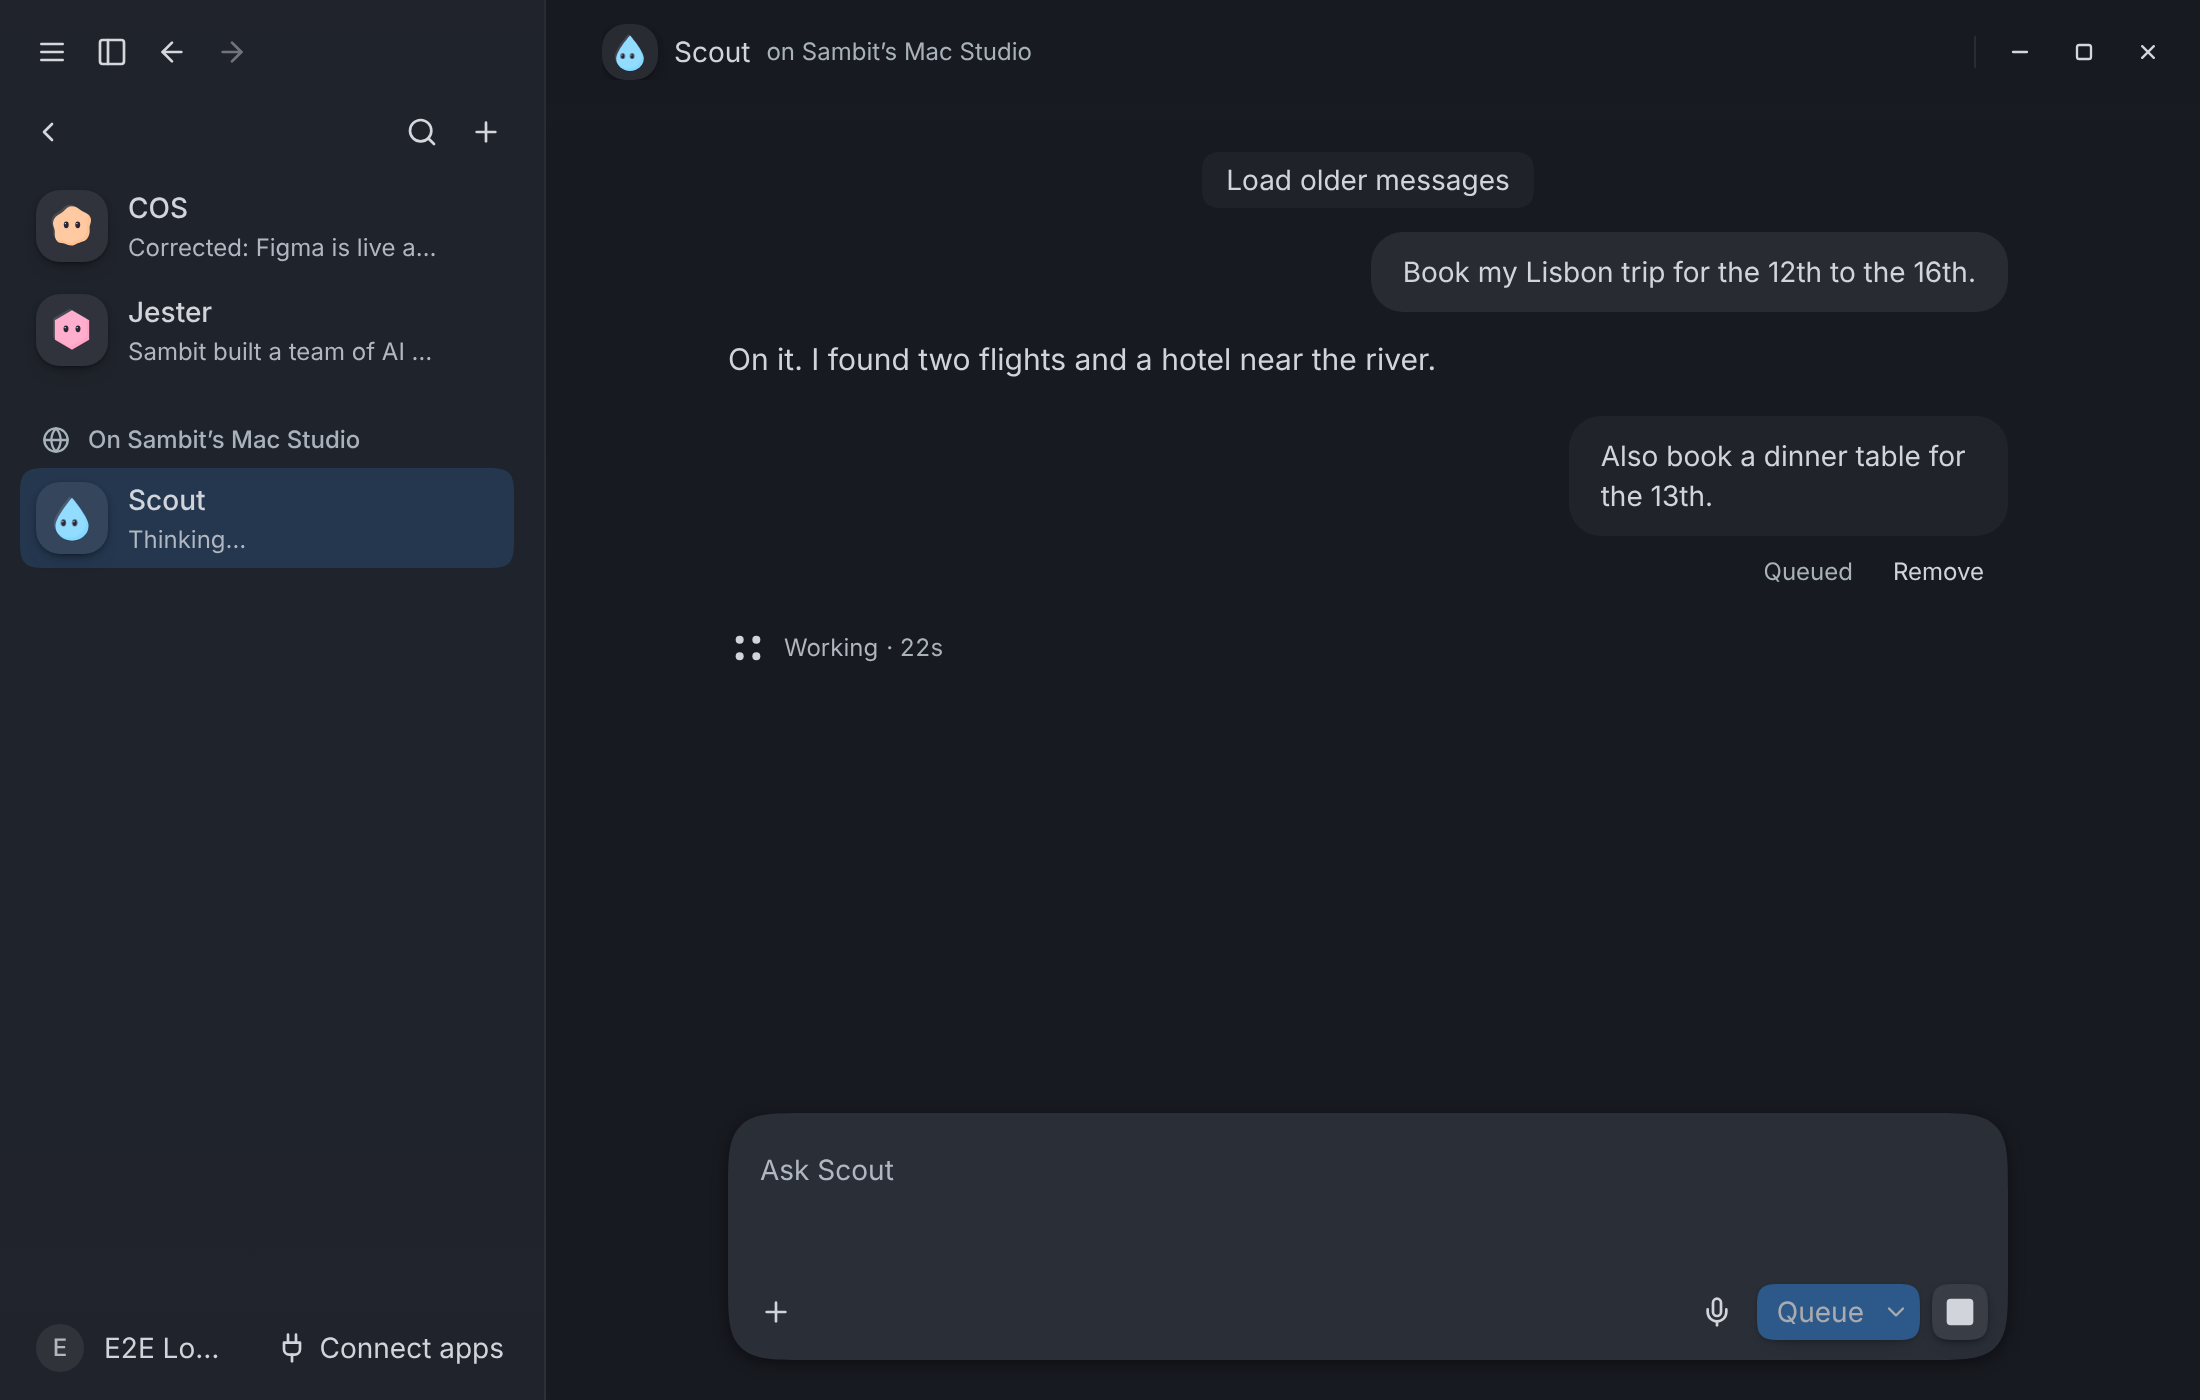 Scout on Sambit’s Mac Studio
COS
Corrected: Figma is live a...
Jester
Sambit built a team of AI ...
On Sambit’s Mac Studio
Scout
Thinking...
E
E2E Lo...
Connect apps
Load older messages
Book my Lisbon trip for the 12th to the 16th.
On it. I found two flights and a hotel near the river.
Also book a dinner table for
the 13th.
Queued Remove
Working · 22s
Ask Scout
Queue